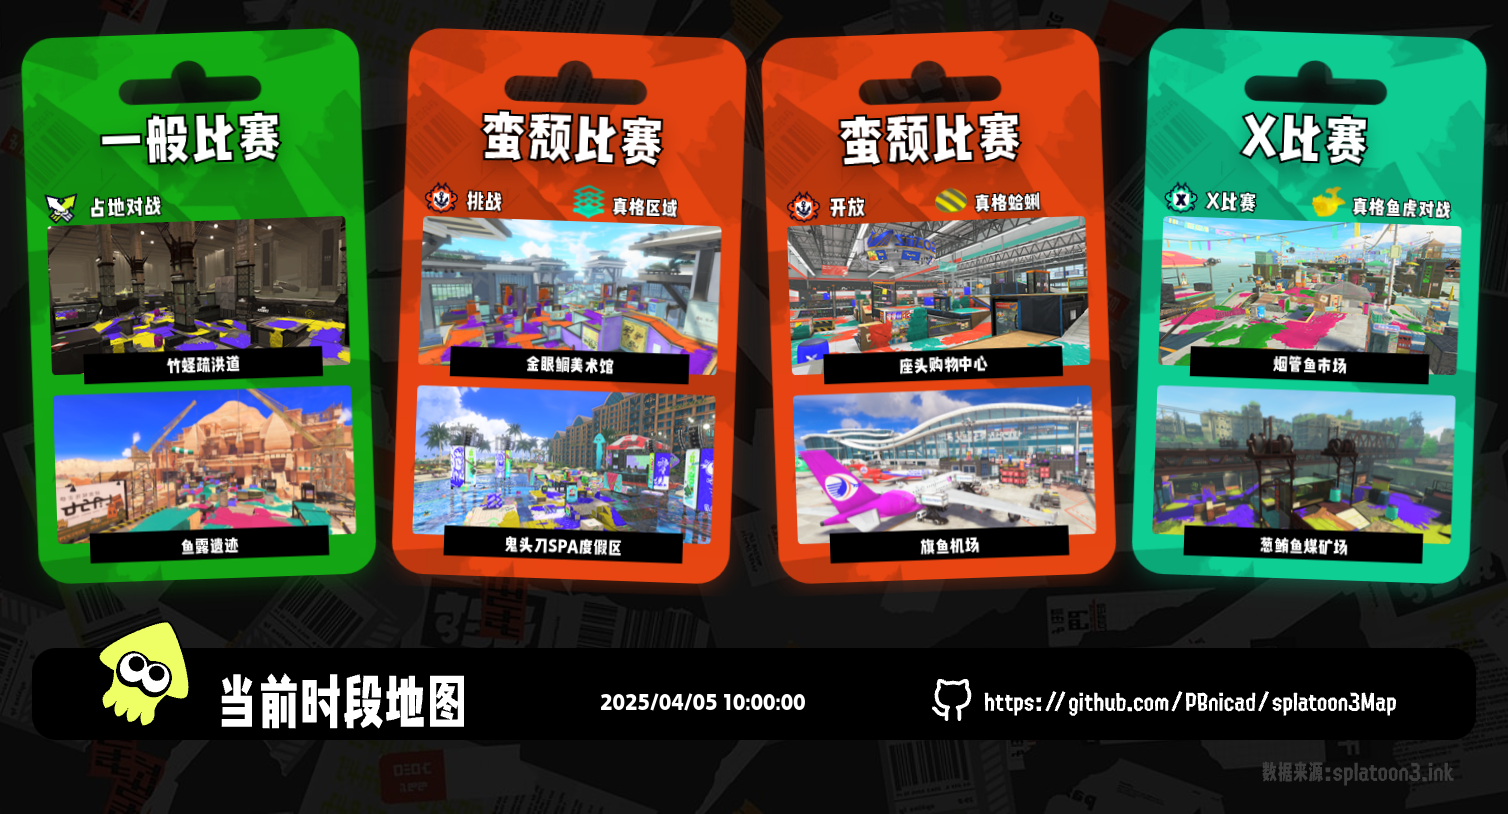 一般比赛
占地对战
竹蛏疏洪道
鱼露遗迹
蛮颓比赛
挑战
真格区域
金眼鲷美术馆
鬼头刀SPA度假区
蛮颓比赛
开放
真格蛤蜊
座头购物中心
旗鱼机场
X比赛
X比赛
真格鱼虎对战
烟管鱼市场
葱鲔鱼煤矿场
当前时段地图
2025/04/05 10:00:00
https://github.com/PBnicad/splatoon3Map
数据来源:splatoon3.ink